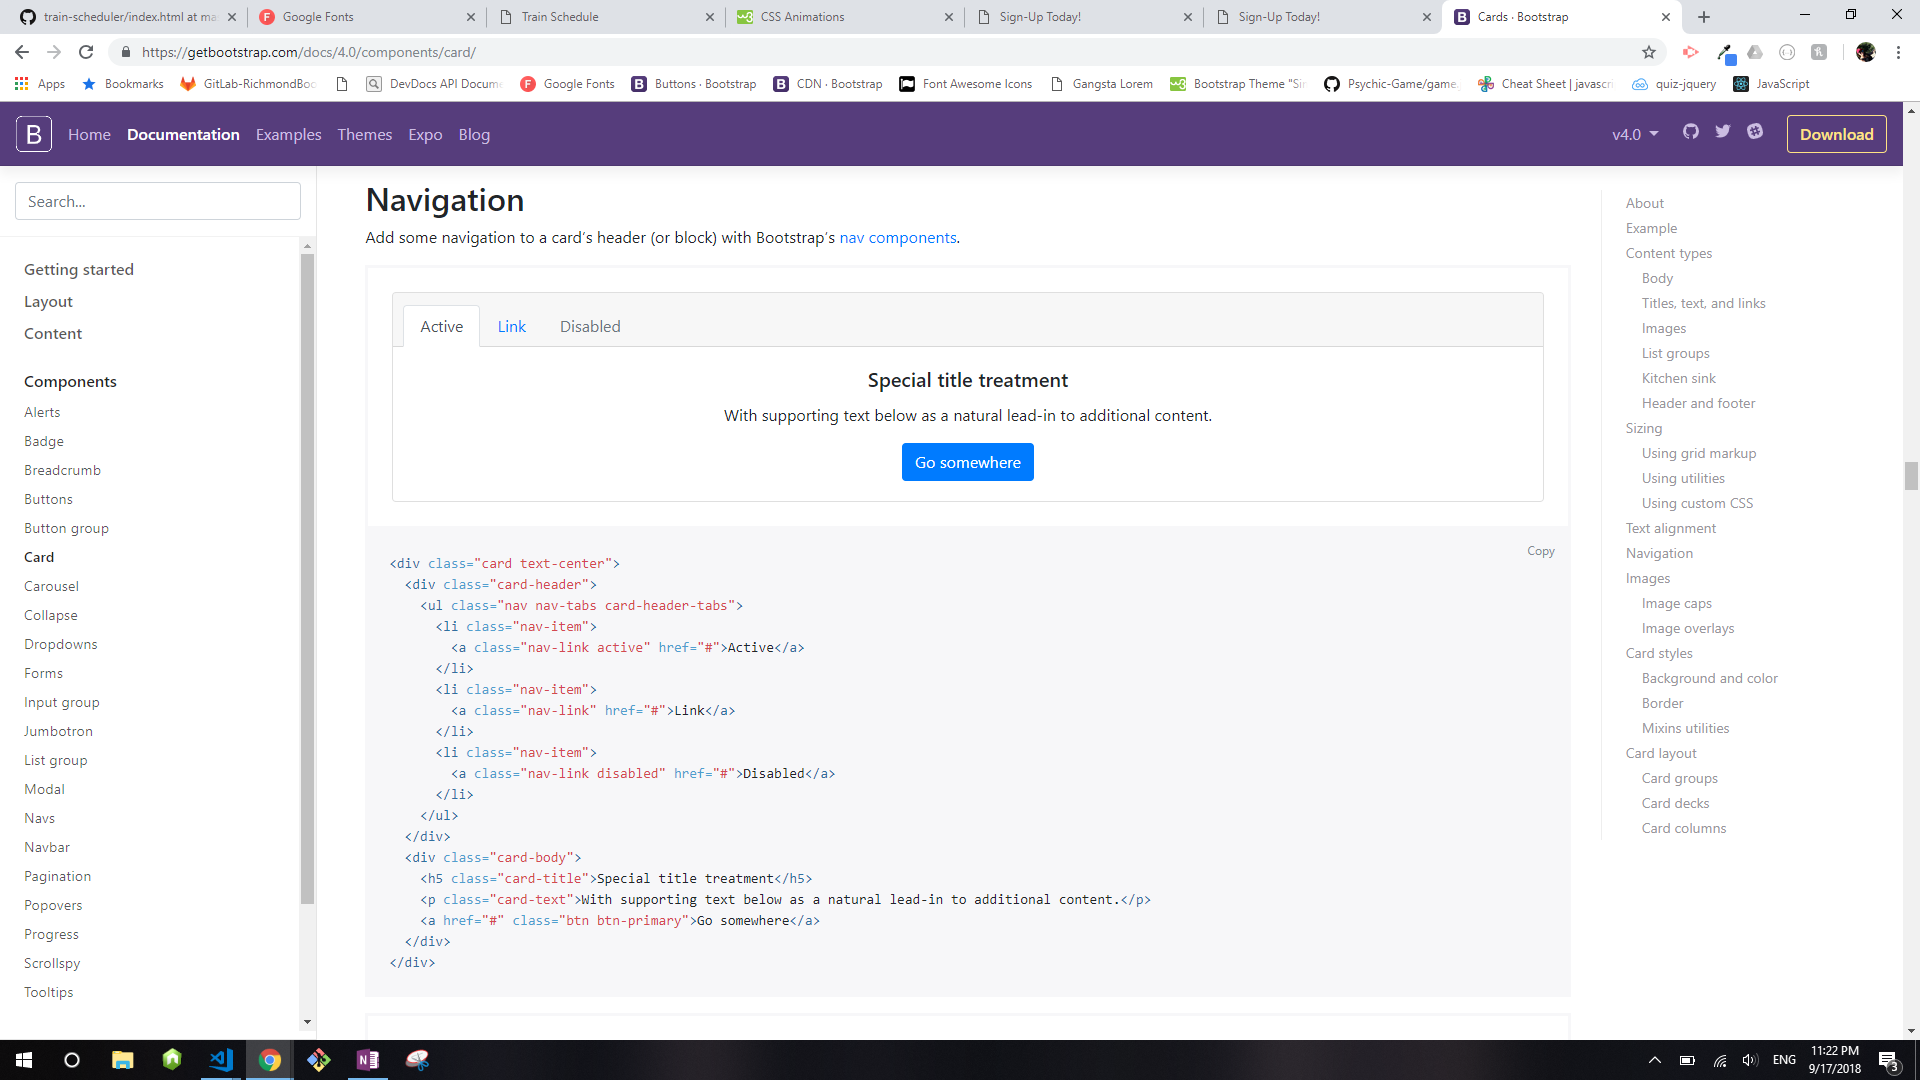 train-schedule/index.html at ma
Google Fonts
Train Schedule
CSS Animations
Sign-Up Today!
Sign-Up Today!
Cards · Bootstrap
https://getbootstrap.com/docs/4.0/components/card/
Apps
Bookmarks
GitLab-RichmondBoo
DevDocs API Docum
Google Fonts
Buttons · Bootstrap
CDN · Bootstrap
Font Awesome Icons
Gangsta Lorem
Bootstrap Theme "Sim
Psychic-Game/game.
Cheat Sheet | javascri
quiz-jquery
JavaScript
B
Home
Documentation
Examples
Themes
Expo
Blog
v4.0
Download
Search...
Getting started
Layout
Content
Components
Alerts
Badge
Breadcrumb
Buttons
Button group
Card
Carousel
Collapse
Dropdowns
Forms
Input group
Jumbotron
List group
Modal
Navs
Navbar
Pagination
Popovers
Progress
Scrollspy
Tooltips
Navigation
Add some navigation to a card's header (or block) with Bootstrap's nav components.
Active Link Disabled
Special title treatment
With supporting text below as a natural lead-in to additional content.
Go somewhere
Copy
<div class="card text-center">
<div class="card-header">
<ul class="nav nav-tabs card-header-tabs">
<li class="nav-item">
<a class="nav-link active" href="#">Active</a>
</li>
<li class="nav-item">
<a class="nav-link" href="#">Link</a>
</li>
<li class="nav-item">
<a class="nav-link disabled" href="#">Disabled</a>
</li>
</ul>
</div>
<div class="card-body">
<h5 class="card-title">Special title treatment</h5>
<p class="card-text">With supporting text below as a natural lead-in to additional content.</p>
<a href="#" class="btn btn-primary">Go somewhere</a>
</div>
</div>
About
Example
Content types
Body
Titles, text, and links
Images
List groups
Kitchen sink
Header and footer
Sizing
Using grid markup
Using utilities
Using custom CSS
Text alignment
Navigation
Images
Image caps
Image overlays
Card styles
Background and color
Border
Mixins utilities
Card layout
Card groups
Card decks
Card columns
ENG
11:22 PM
9/17/2018
3